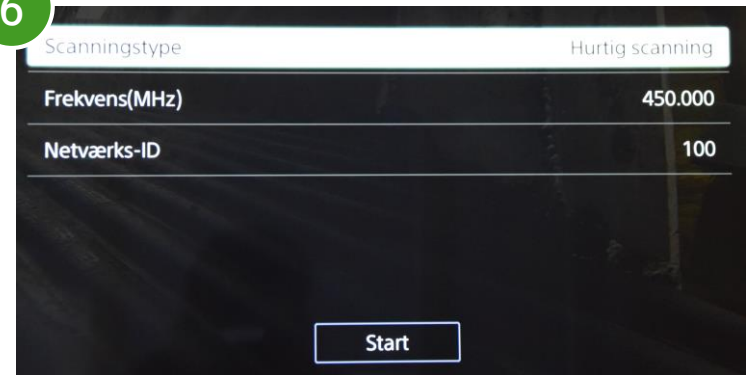 6
Scanningstype Hurtig scanning
Frekvens(MHz) 450.000
Netværks-ID 100
Start